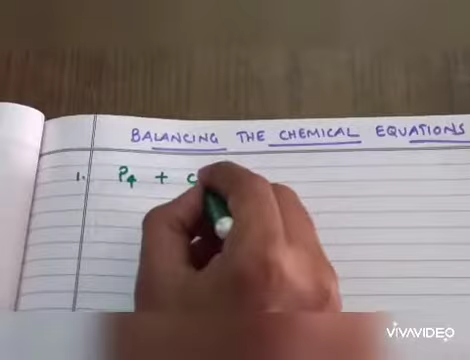 BALANCING THE CHEMICAL EQUATIONS
1. P4 + C
VIVAVIDEO